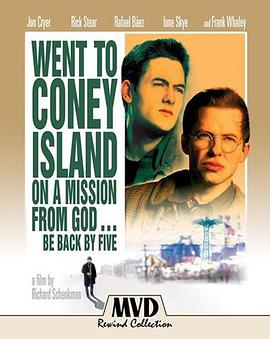 Jon Cryer Rick Stear Rafael Báez Ione Skye and Frank Whaley
WENT TO
CONEY
ISLAND
ON A MISSION
FROM GOD...
BE BACK BY FIVE
a film by
Richard Schenkman
MVD
Rewind Collection